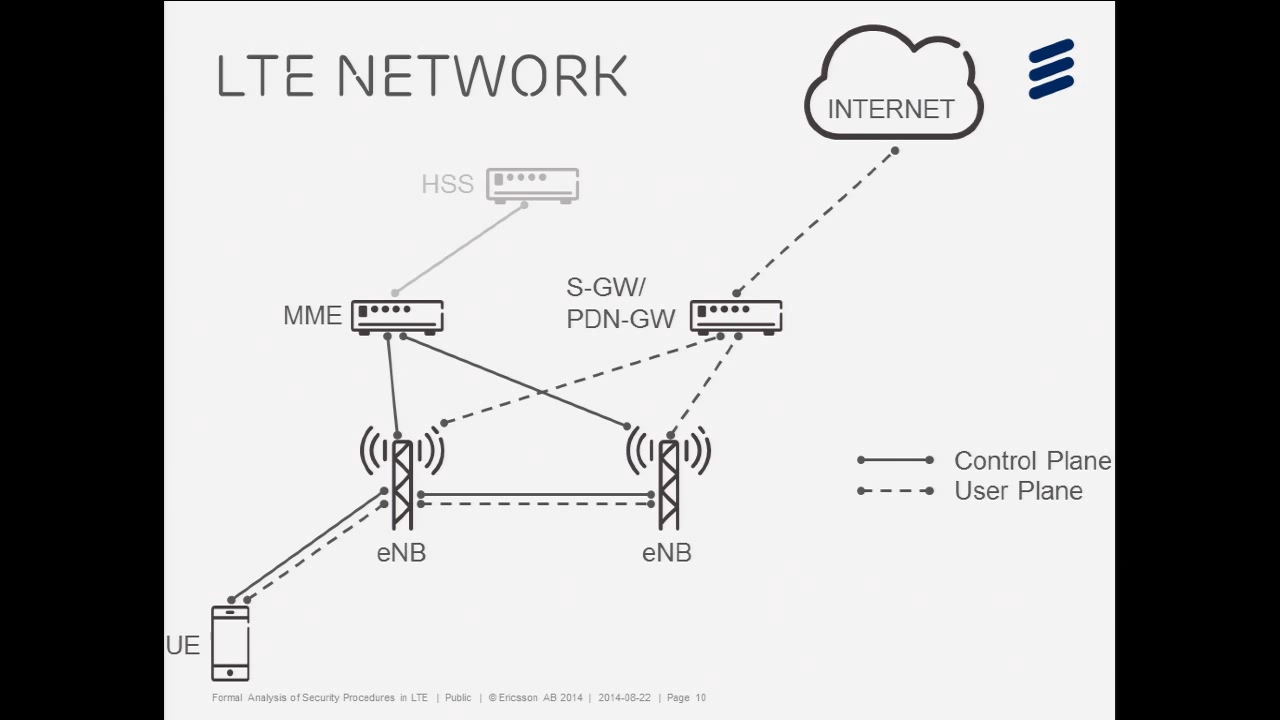 LTE NETWORK
INTERNET
HSS
MME
S-GW/
PDN-GW
Control Plane
User Plane
eNB
eNB
UE
Formal Analysis of Security Procedures in LTE | Public | © Ericsson AB 2014 | 2014-08-22 | Page 10